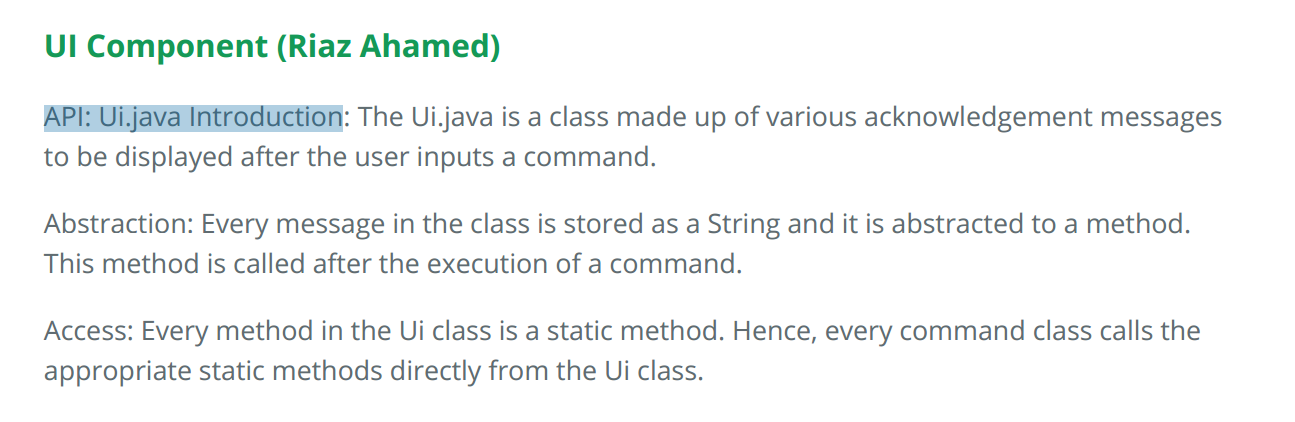 UI Component (Riaz Ahamed)
API: Ui.java Introduction: The Ui.java is a class made up of various acknowledgement messages
to be displayed after the user inputs a command.
Abstraction: Every message in the class is stored as a String and it is abstracted to a method.
This method is called after the execution of a command.
Access: Every method in the Ui class is a static method. Hence, every command class calls the
appropriate static methods directly from the Ui class.